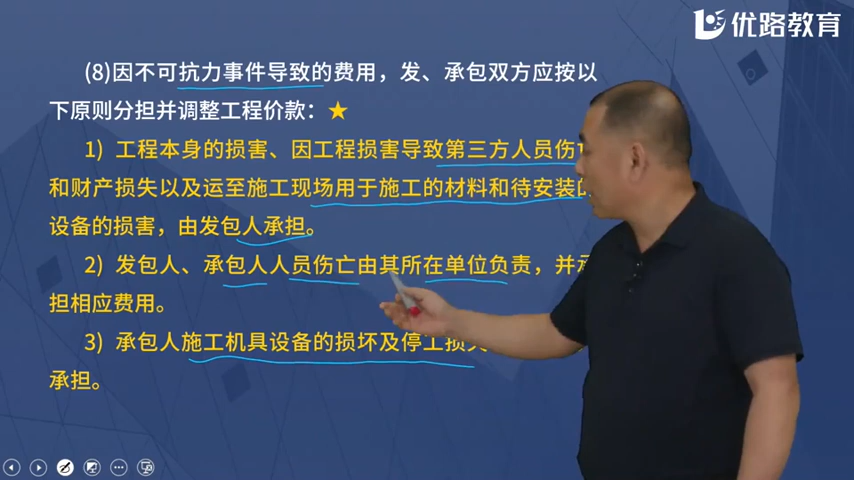 优路教育
(8)因不可抗力事件导致的费用，发、承包双方应按以
下原则分担并调整工程价款：★
1) 工程本身的损害、因工程损害导致第三方人员伤
和财产损失以及运至施工现场用于施工的材料和待安装
设备的损害，由发包人承担。
2) 发包人、承包人人员伤亡由其所在单位负责，并
担相应费用。
3) 承包人施工机具设备的损坏及停工损
承担。